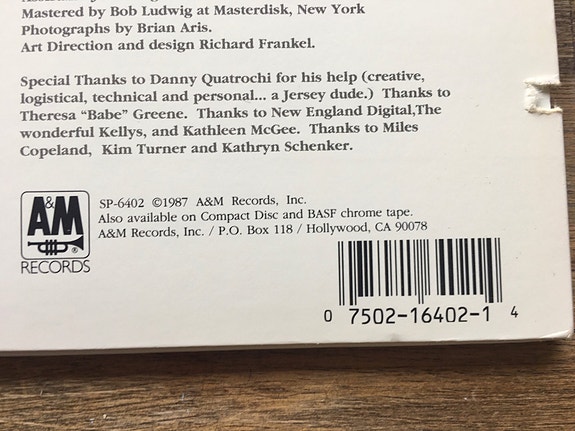 Mastered by Bob Ludwig at Masterdisk, New York
Photographs by Brian Aris.
Art Direction and design Richard Frankel.
Special Thanks to Danny Quatrochi for his help (creative,
logistical, technical and personal... a Jersey dude.) Thanks to
Theresa "Babe" Greene. Thanks to New England Digital,The
wonderful Kellys, and Kathleen McGee. Thanks to Miles
Copeland, Kim Turner and Kathryn Schenker.
A&M
®
RECORDS
SP-6402 ©1987 A&M Records, Inc.
Also available on Compact Disc and BASF chrome tape.
A&M Records, Inc. / P.O. Box 118 / Hollywood, CA 90078
0 7502-16402-1 4